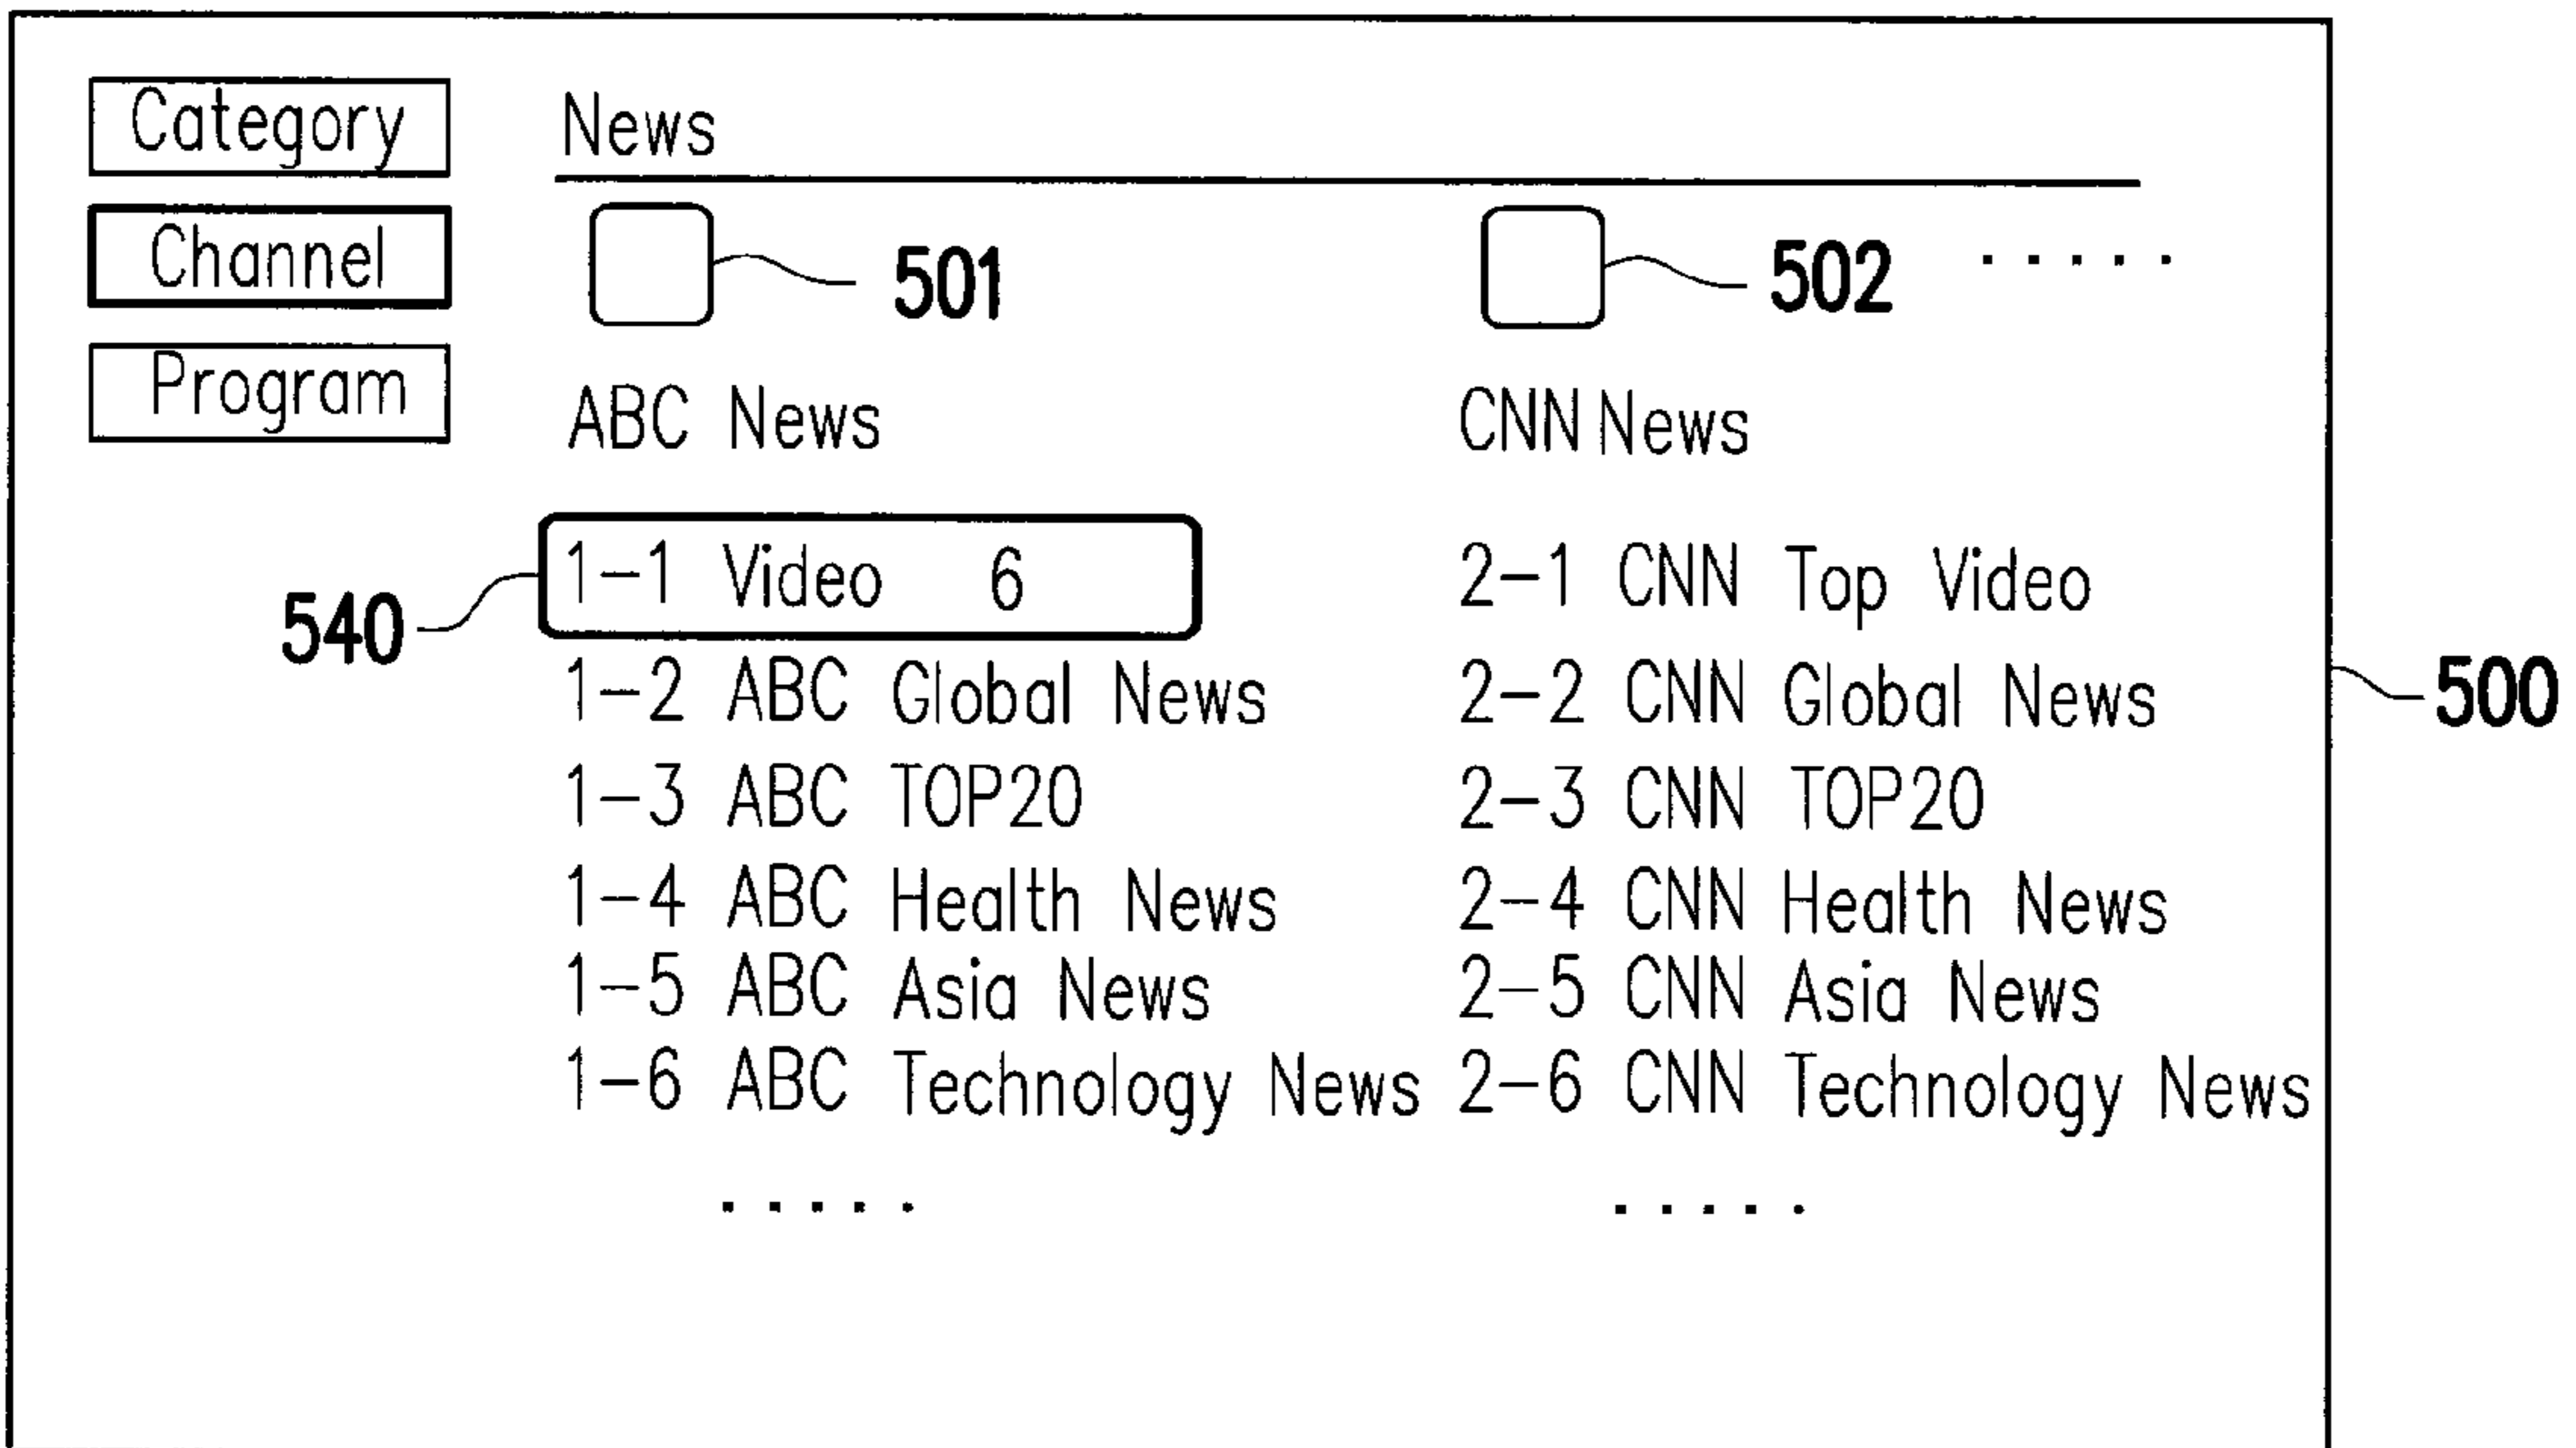 Category
News
Channel
501
502
.....
Program
ABC News
CNN News
540
1-1 Video 6
1-2 ABC Global News
1-3 ABC TOP20
1-4 ABC Health News
1-5 ABC Asia News
1-6 ABC Technology News
.....
2-1 CNN Top Video
2-2 CNN Global News
2-3 CNN TOP20
2-4 CNN Health News
2-5 CNN Asia News
2-6 CNN Technology News
.....
500